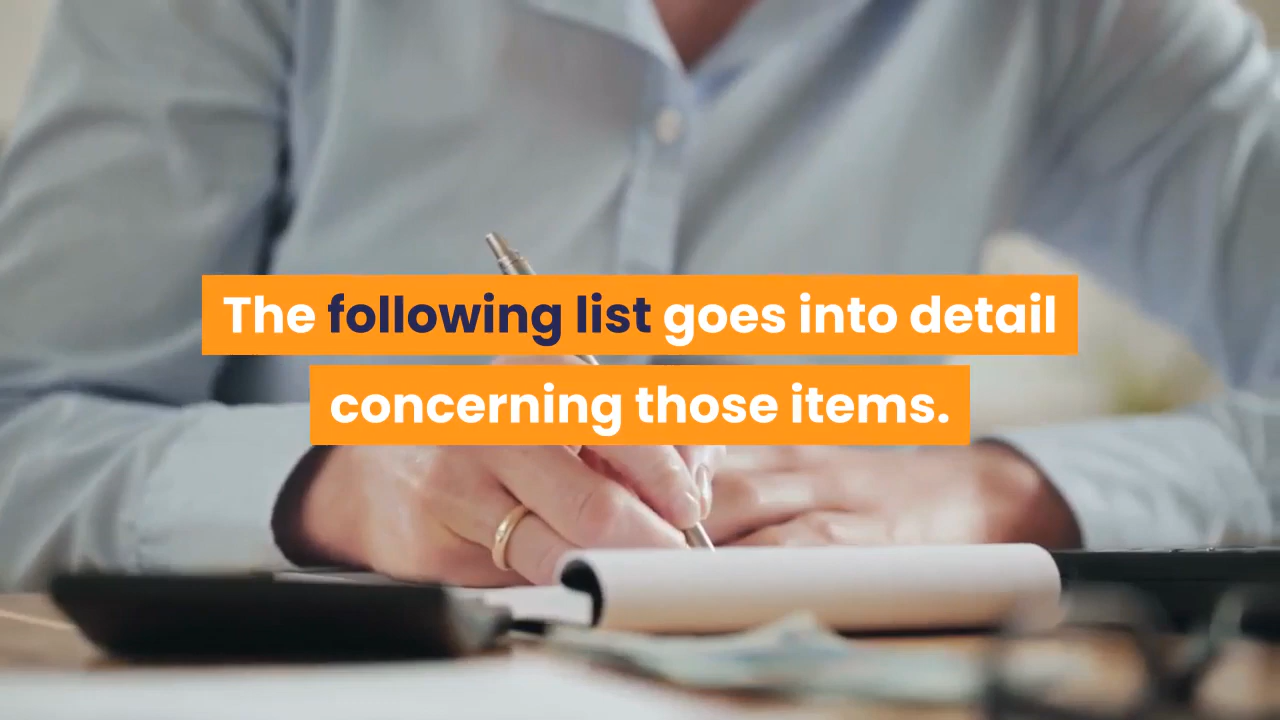 The following list goes into detail
concerning those items.